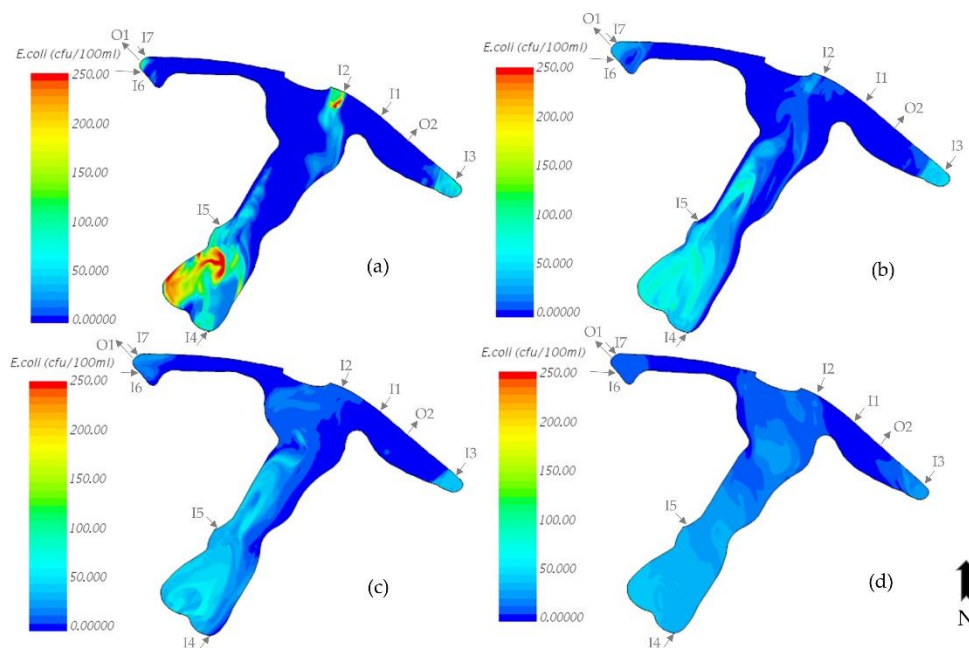 O1
I7
E.coli (cfu/100ml)
250.00
I6
200.00
150.00
100.00
50.000
0.00000
I2
I1
O2
I3
I5
I4
(a)
O1
I7
E.coli (cfu/100ml)
250.00
I6
200.00
150.00
100.00
50.000
0.00000
I2
I1
O2
I3
I5
I4
(b)
O1
I7
E.coli (cfu/100ml)
250.00
I6
200.00
150.00
100.00
50.000
0.00000
I2
I1
O2
I3
I5
I4
(c)
O1
I7
E.coli (cfu/100ml)
250.00
I6
200.00
150.00
100.00
50.000
0.00000
I2
I1
O2
I3
I5
I4
(d)
N